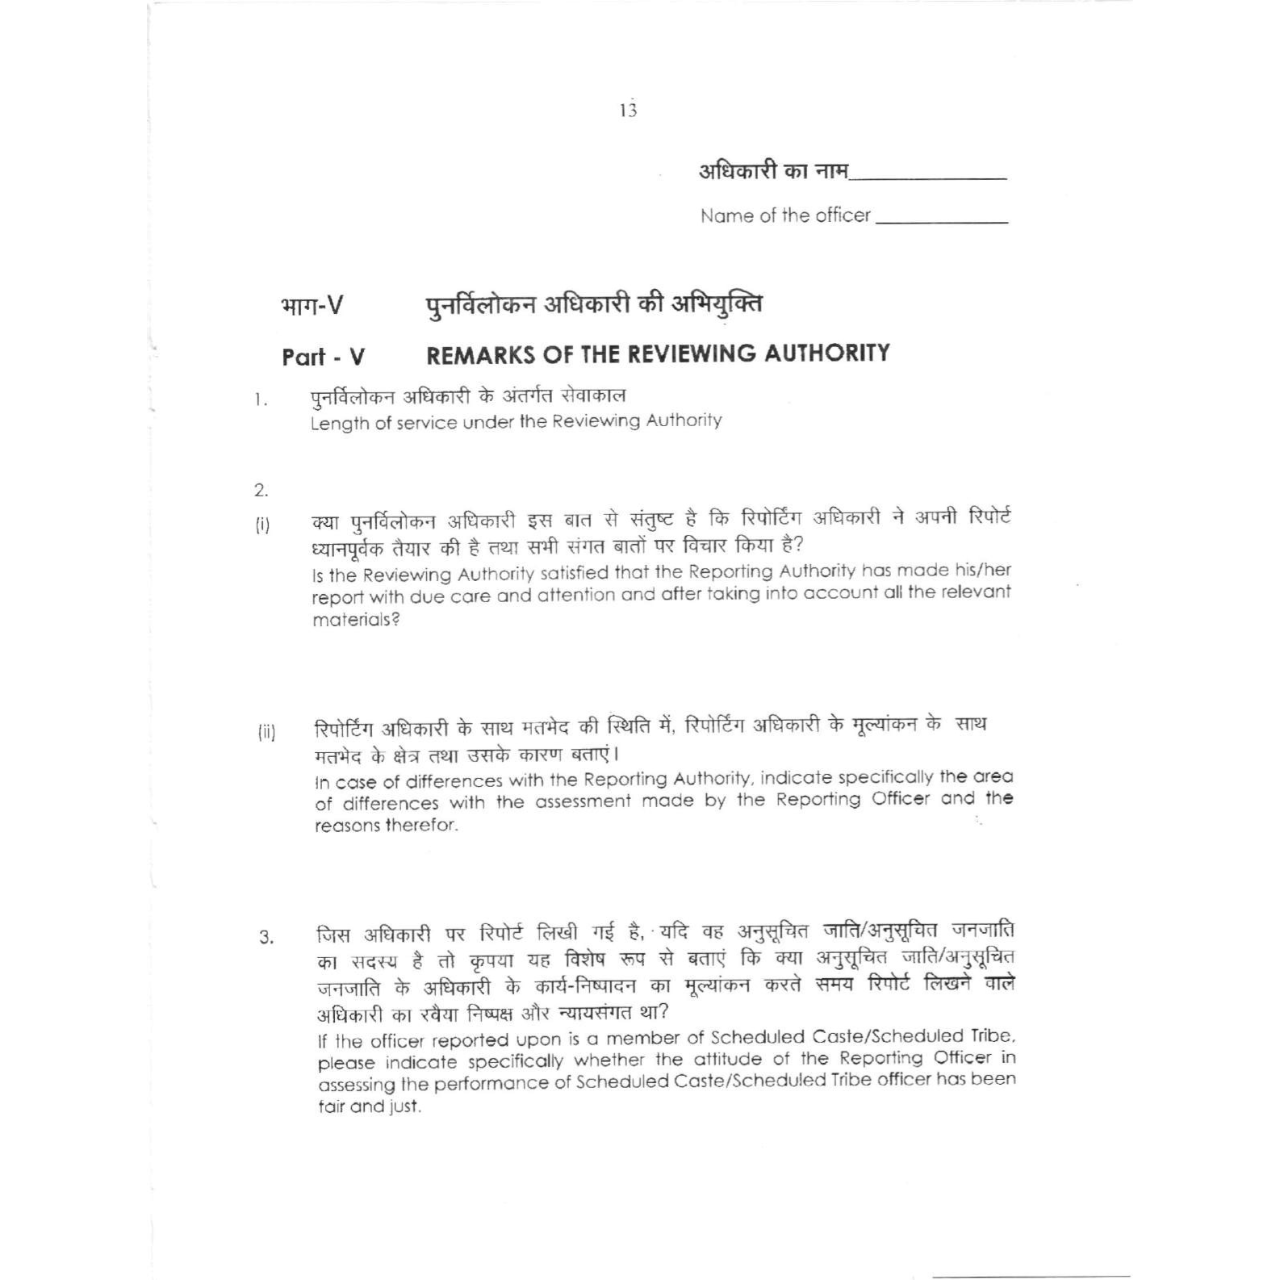 13
अधिकारी का नाम
Name of the officer
भाग-V पुनर्विलोकन अधिकारी की अभियुक्ति
Part - V REMARKS OF THE REVIEWING AUTHORITY
1. पुनर्विलोकन अधिकारी के अंतर्गत सेवाकाल
Length of service under the Reviewing Authority
2.
(i) क्या पुनर्विलोकन अधिकारी इस बात से संतुष्ट है कि रिपोर्टिंग अधिकारी ने अपनी रिपोर्ट
ध्यानपूर्वक तैयार की है तथा सभी संगत बातों पर विचार किया है?
Is the Reviewing Authority satisfied that the Reporting Authority has made his/her
report with due care and attention and after taking into account all the relevant
materials?
(ii) रिपोर्टिंग अधिकारी के साथ मतभेद की स्थिति में, रिपोर्टिंग अधिकारी के मूल्यांकन के साथ
मतभेद के क्षेत्र तथा उसके कारण बताएं।
In case of differences with the Reporting Authority, indicate specifically the area
of differences with the assessment made by the Reporting Officer and the
reasons therefor.
3. जिस अधिकारी पर रिपोर्ट लिखी गई है, यदि वह अनुसूचित जाति/अनुसूचित जनजाति
का सदस्य है तो कृपया यह विशेष रूप से बताएं कि क्या अनुसूचित जाति/अनुसूचित
जनजाति के अधिकारी के कार्य-निष्पादन का मूल्यांकन करते समय रिपोर्ट लिखने वाले
अधिकारी का रवैया निष्पक्ष और न्यायसंगत था?
If the officer reported upon is a member of Scheduled Caste/Scheduled Tribe,
please indicate specifically whether the attitude of the Reporting Officer in
assessing the performance of Scheduled Caste/Scheduled Tribe officer has been
fair and just.